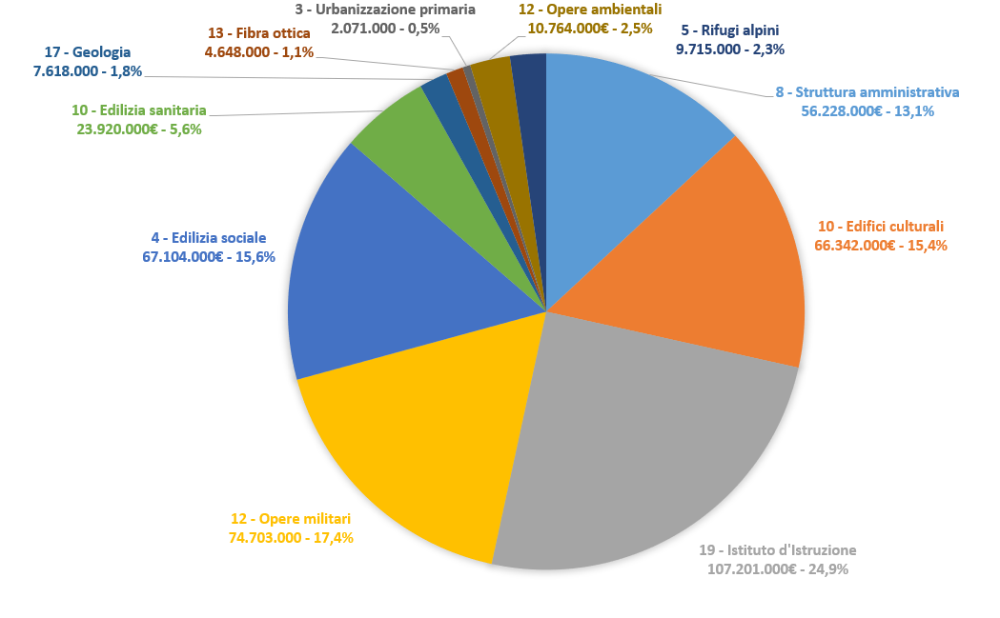 3 - Urbanizzazione primaria
2.071.000 - 0,5%
12 - Opere ambientali
10.764.000€ - 2,5%
5 - Rifugi alpini
9.715.000 - 2,3%
13 - Fibra ottica
4.648.000 - 1,1%
17 - Geologia
7.618.000 - 1,8%
8 - Struttura amministrativa
56.228.000€ - 13,1%
10 - Edilizia sanitaria
23.920.000€ - 5,6%
10 - Edifici culturali
66.342.000€ - 15,4%
4 - Edilizia sociale
67.104.000€ - 15,6%
12 - Opere militari
74.703.000 - 17,4%
19 - Istituto d'Istruzione
107.201.000€ - 24,9%